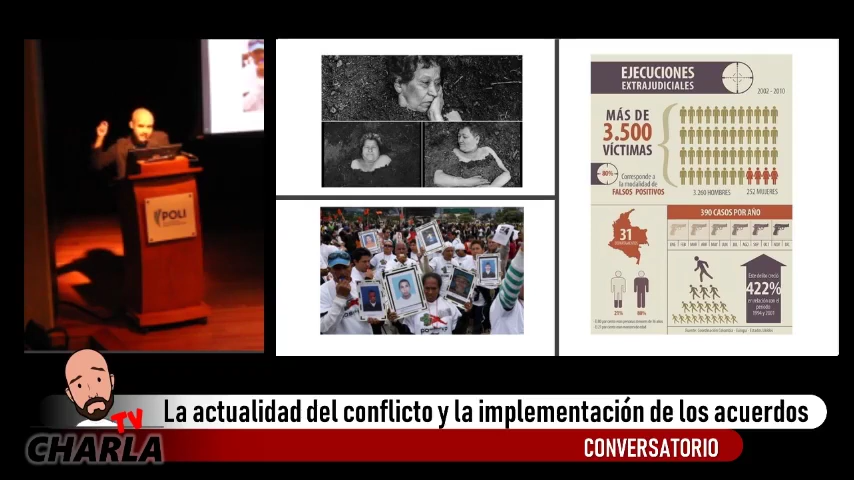 POLI
EJECUCIONES
EXTRAJUDICIALES
2002 - 2010
MÁS DE
3.500
VÍCTIMAS
80%
Corresponde a
la modalidad de
FALSOS POSITIVOS
3.260 HOMBRES
252 MUJERES
390 CASOS POR AÑO
31
422%
La actualidad del conflicto y la implementación de los acuerdos
CONVERSATORIO
TV
CHARLA